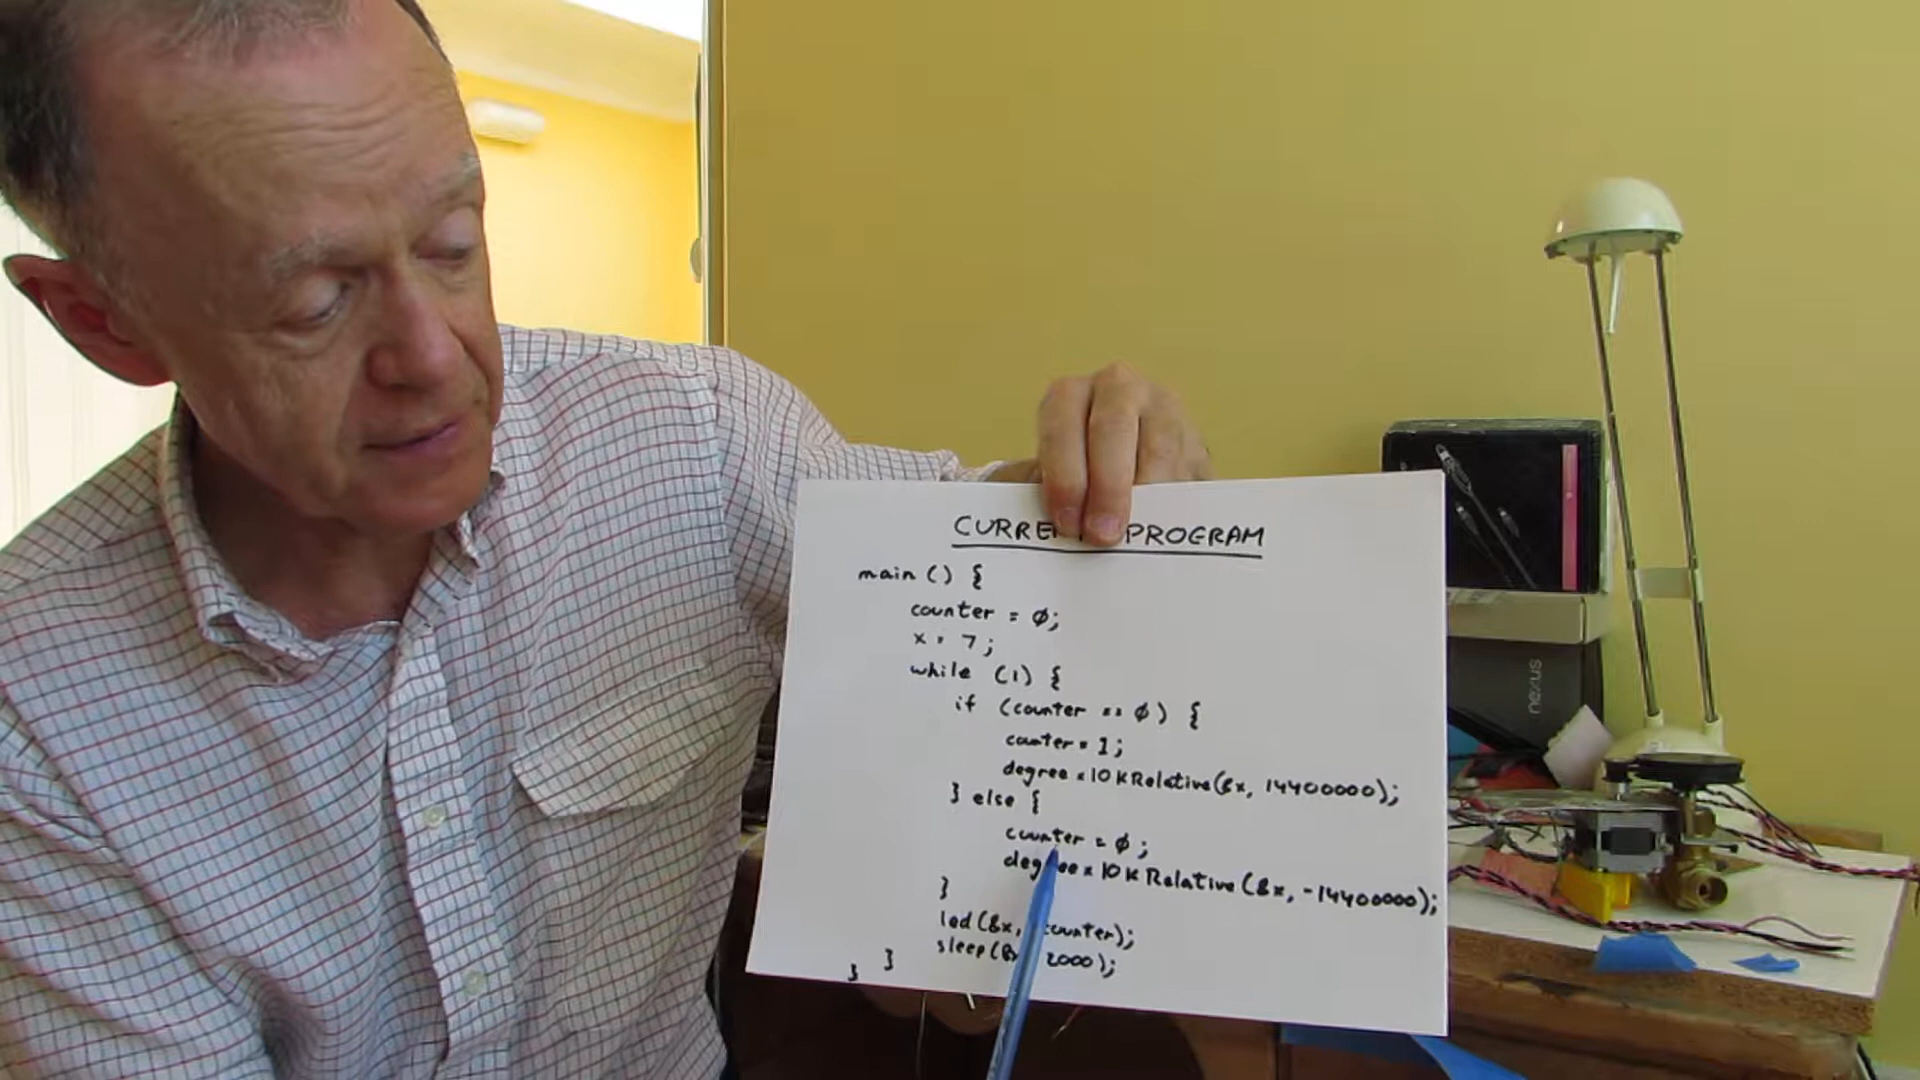 CURRE PROGRAM
main () {
counter = ø;
x = 7;
while (1) {
if (counter == ø) {
counter = 1;
degree x 10KRelative(&x, 14400000);
} else {
counter = ø;
degree x 10KRelative(&x, -14400000);
}
led(&x, counter);
sleep(&x 2000);
}
}
nexus